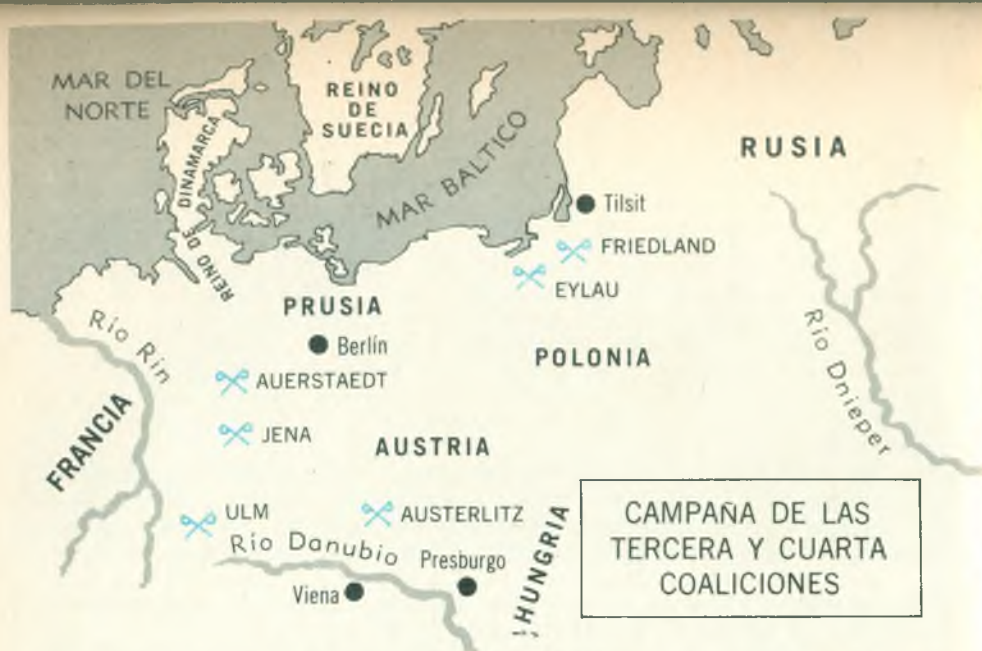 MAR DEL
NORTE
REINO
DE
SUECIA
REINO DE DINAMARCA
MAR BALTICO
RUSIA
Tilsit
FRIEDLAND
EYLAU
PRUSIA
Berlín
Río Rin
POLONIA
Río Dnieper
AUERSTAEDT
FRANCIA
JENA
AUSTRIA
ULM
AUSTERLITZ
Río Danubio
Presburgo
Viena
HUNGRIA
CAMPAÑA DE LAS
TERCERA Y CUARTA
COALICIONES